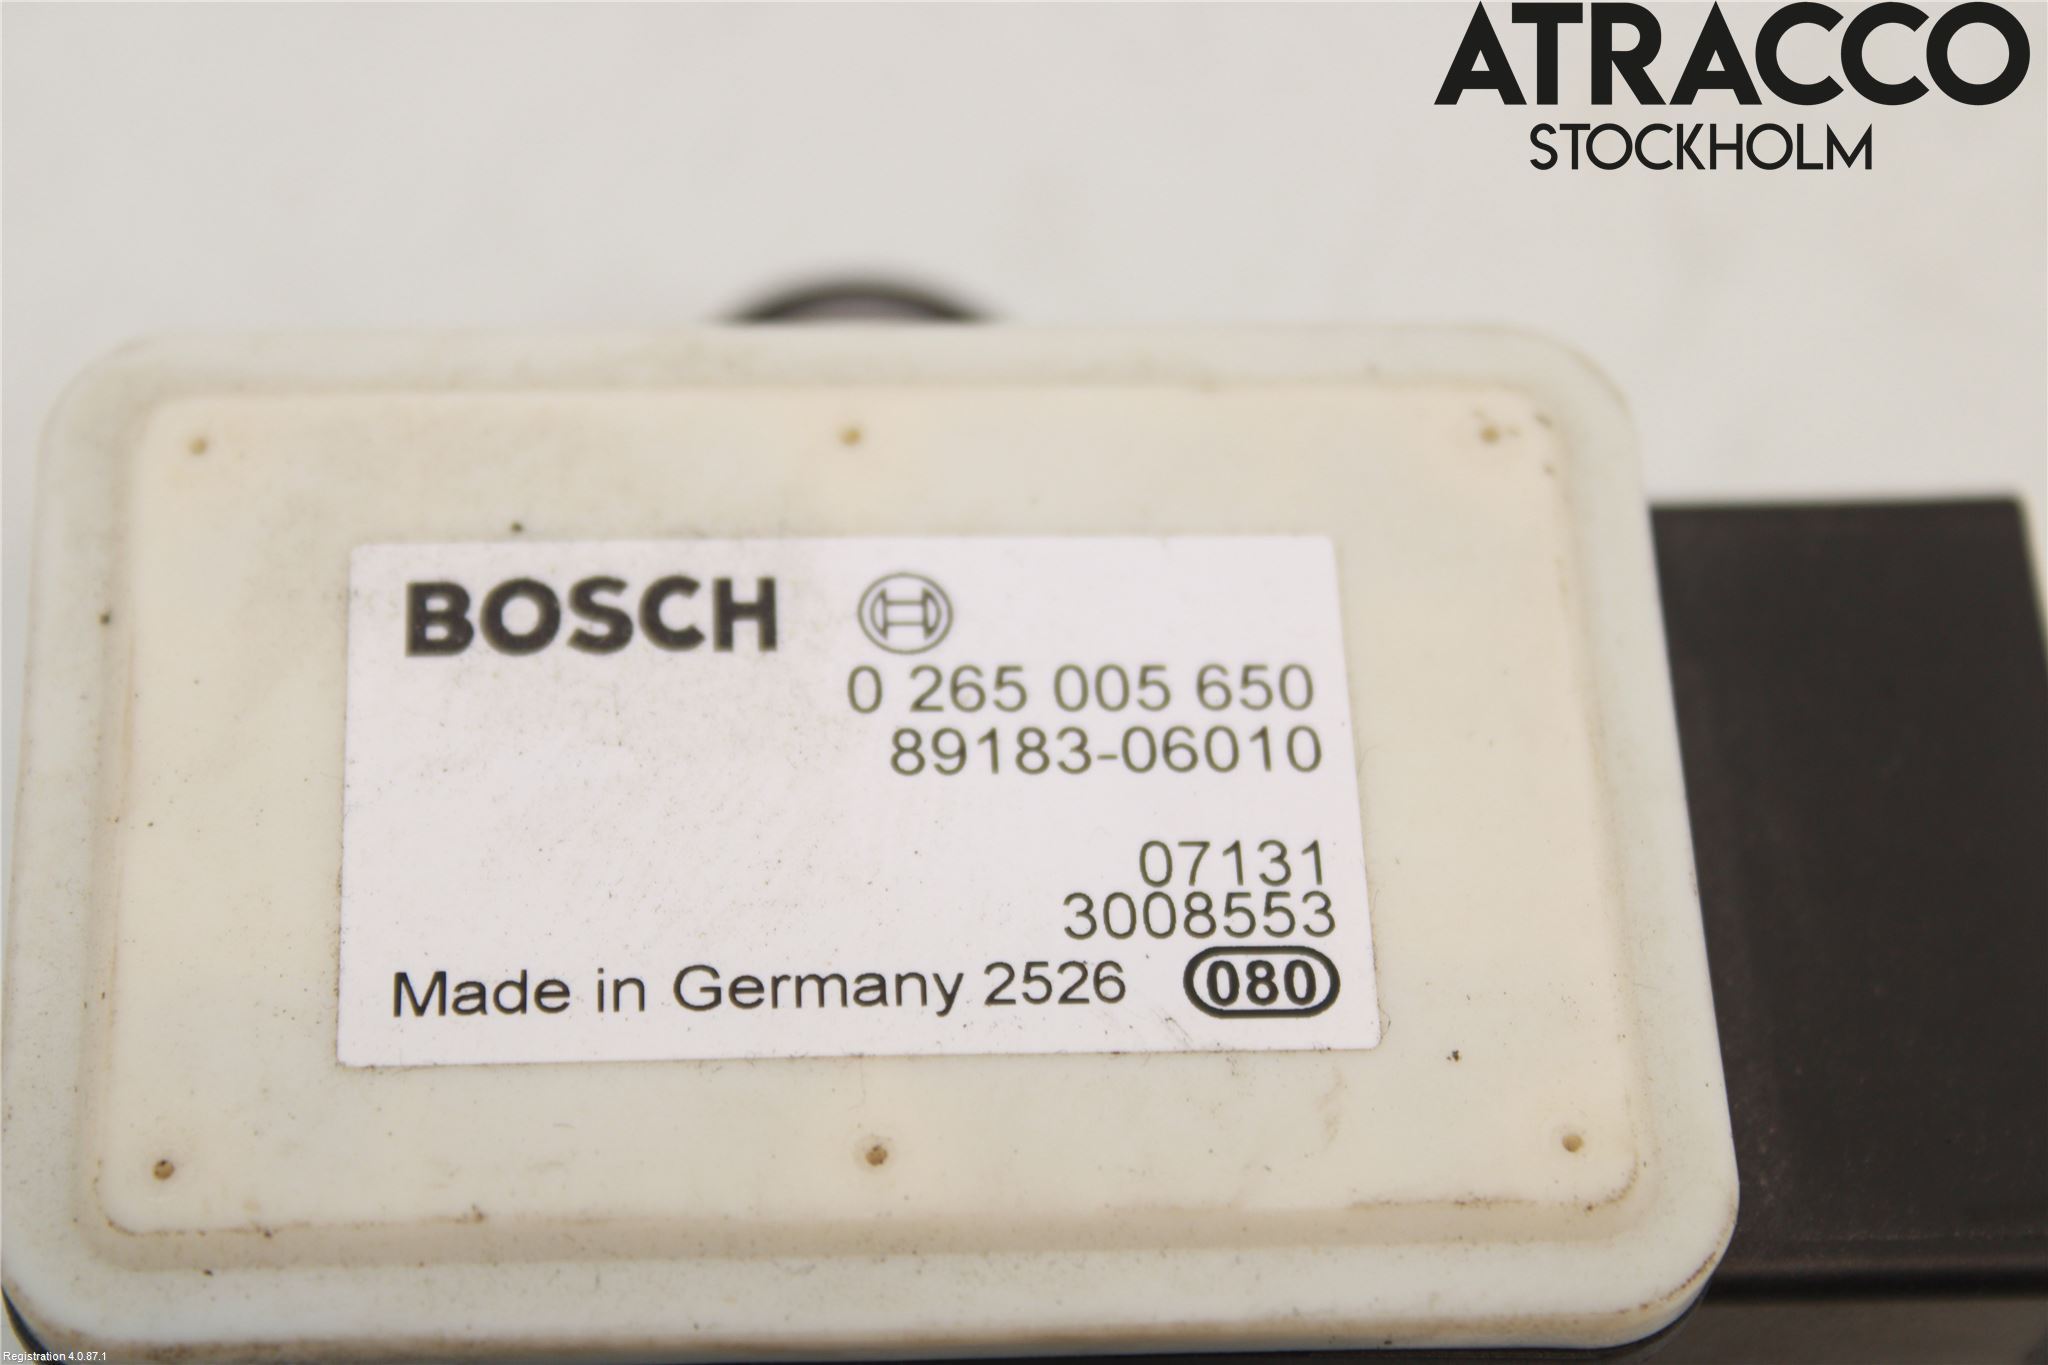 ATRACCO
STOCKHOLM
BOSCH
0 265 005 650
89183-06010
07131
3008553
Made in Germany 2526 080
Registration 4.0.87.1